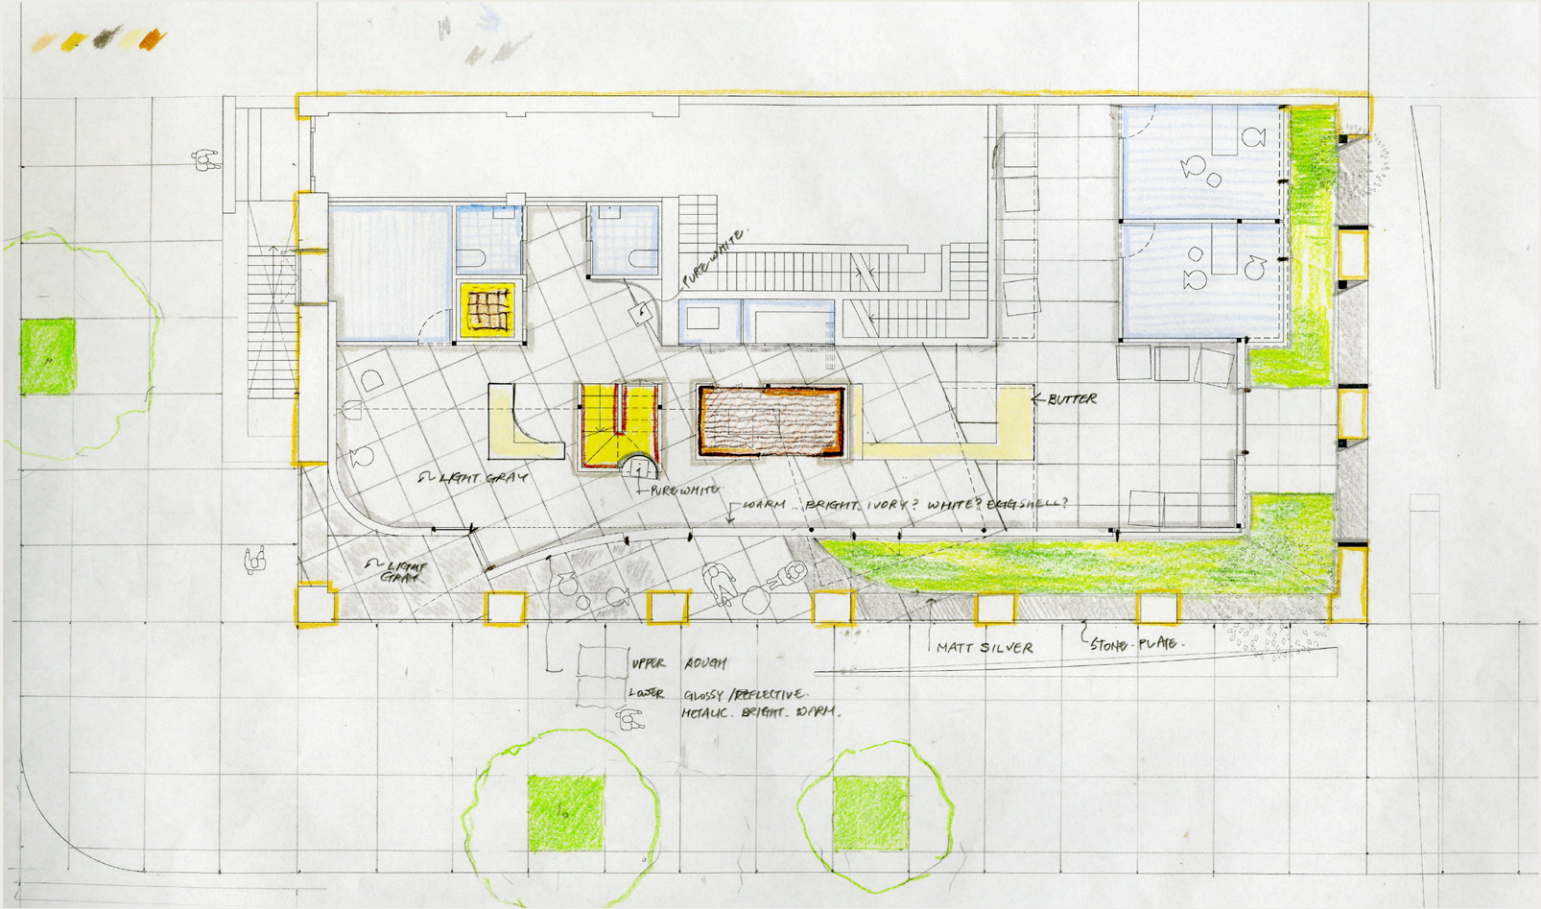 PURE WHITE.
← BUTTER
LIGHT GRAY
PURE WHITE
WARM.. BRIGHT. IVORY? WHITE? EGGSHELL?
LIGHT
GRAY
MATT SILVER
STONE-PLATE.
UPPER ROUGH
LOWER GLOSSY/REFLECTIVE.
METALIC. BRIGHT. WARM.